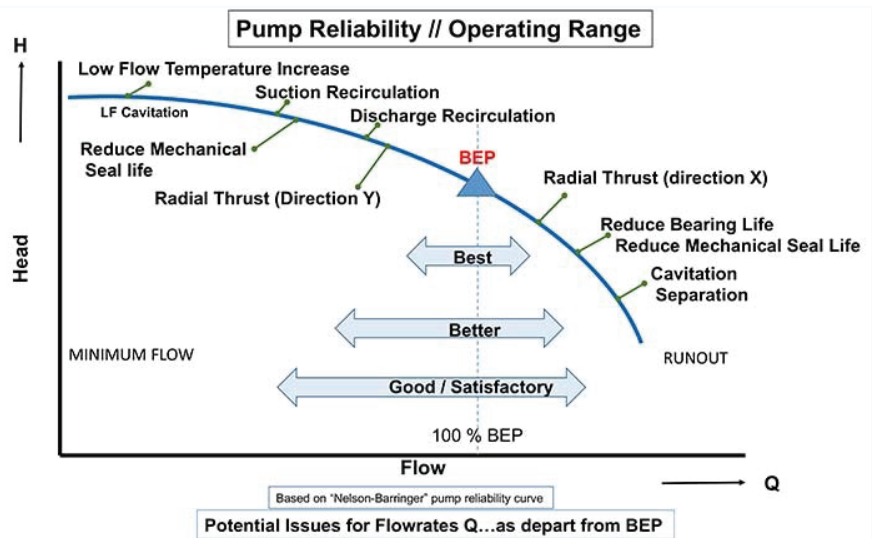 Pump Reliability // Operating Range
H
Low Flow Temperature Increase
Suction Recirculation
LF Cavitation
Discharge Recirculation
Reduce Mechanical
Seal life
BEP
Radial Thrust (direction X)
Radial Thrust (Direction Y)
Reduce Bearing Life
Reduce Mechanical Seal Life
Head
Best
Cavitation
Separation
Better
MINIMUM FLOW
RUNOUT
Good / Satisfactory
100 % BEP
Flow
Q
Based on "Nelson-Barringer" pump reliability curve
Potential Issues for Flowrates Q...as depart from BEP